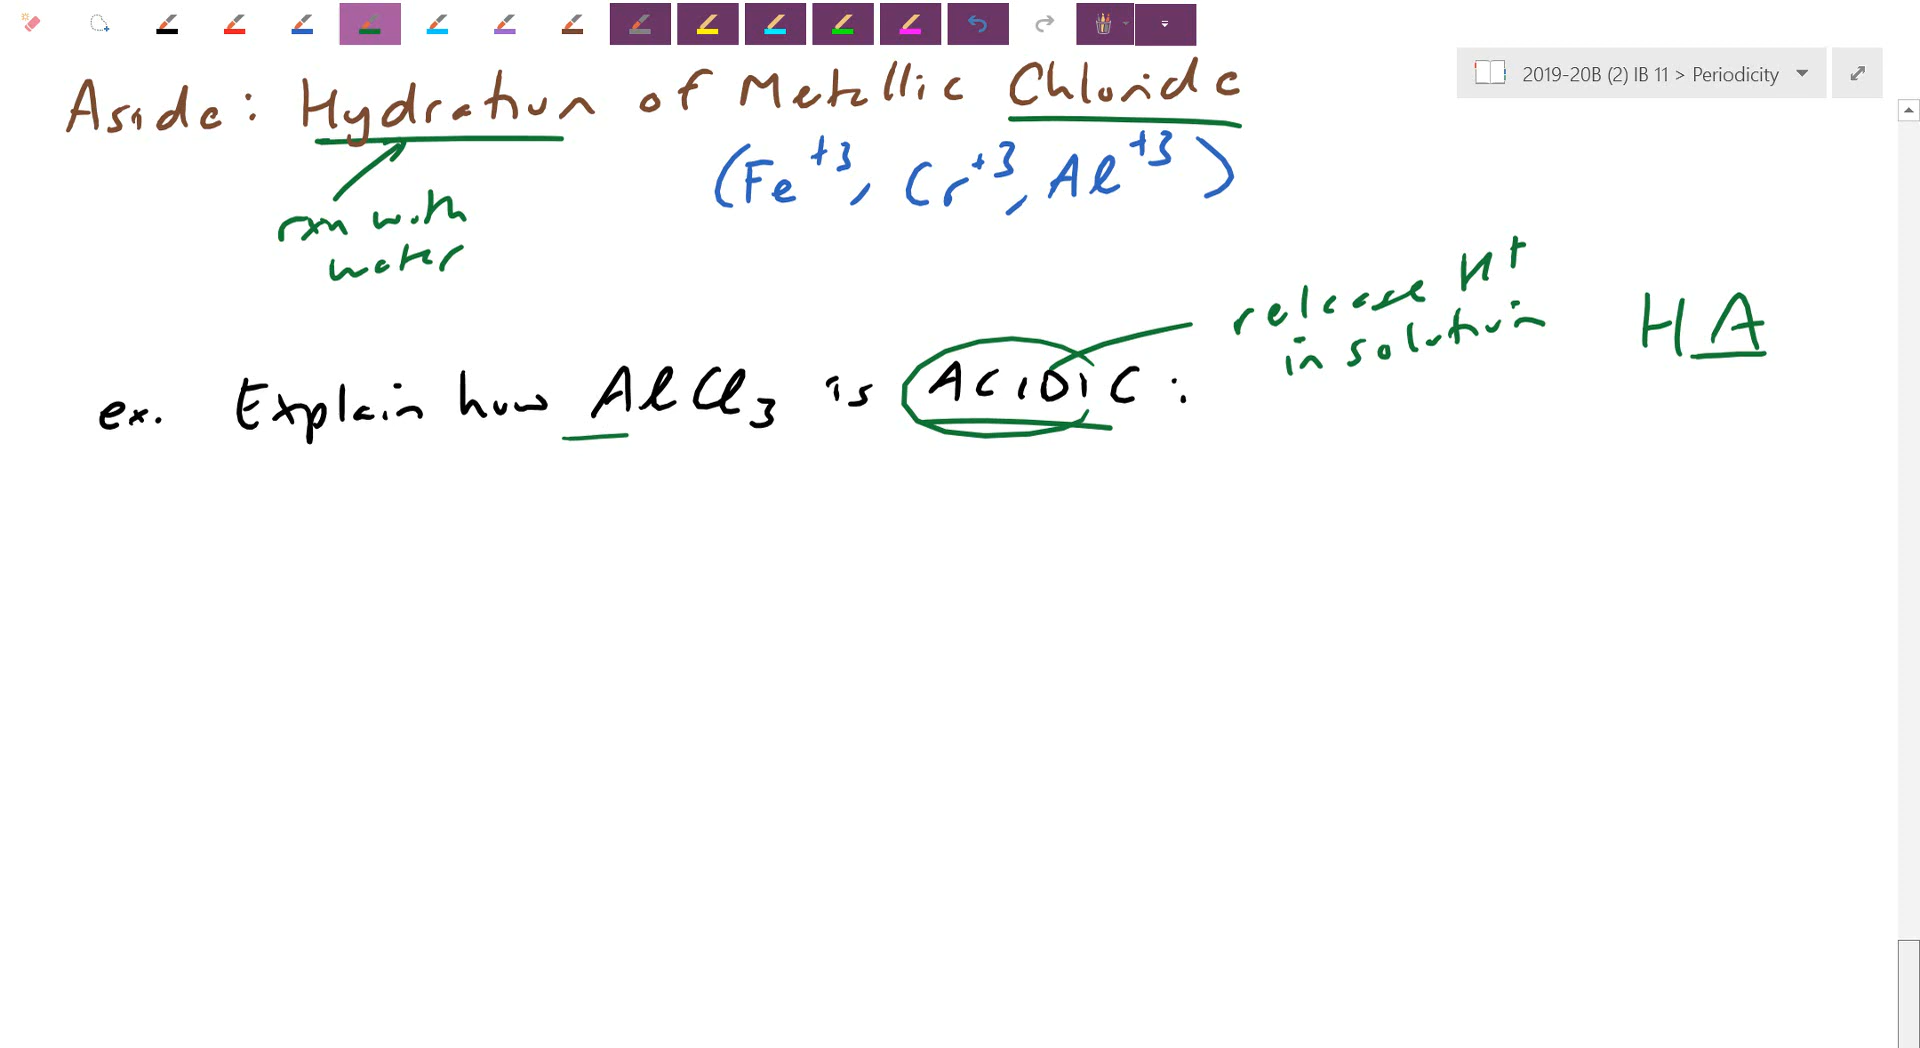 2019-20B (2) IB 11 > Periodicity
Aside: Hydration of Metallic Chloride
(Fe+3, Cr+3, Al+3)
rxn with
water
release H+
in solution
HA
ex. Explain how AlCl3 is ACIDIC: